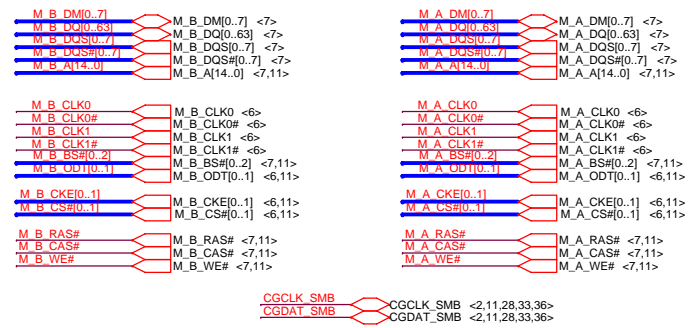 M_B_DM[0..7] M_B_DM[0..7] <7>
M_B_DQ[0..63] M_B_DQ[0..63] <7>
M_B_DQS[0..7] M_B_DQS[0..7] <7>
M_B_DQS#[0..7] M_B_DQS#[0..7] <7>
M_B_A[14..0] M_B_A[14..0] <7,11>
M_B_CLK0 M_B_CLK0 <6>
M_B_CLK0# M_B_CLK0# <6>
M_B_CLK1 M_B_CLK1 <6>
M_B_CLK1# M_B_CLK1# <6>
M_B_BS#[0..2] M_B_BS#[0..2] <7,11>
M_B_ODT[0..1] M_B_ODT[0..1] <6,11>
M_B_CKE[0..1] M_B_CKE[0..1] <6,11>
M_B_CS#[0..1] M_B_CS#[0..1] <6,11>
M_B_RAS# M_B_RAS# <7,11>
M_B_CAS# M_B_CAS# <7,11>
M_B_WE# M_B_WE# <7,11>
M_A_DM[0..7] M_A_DM[0..7] <7>
M_A_DQ[0..63] M_A_DQ[0..63] <7>
M_A_DQS[0..7] M_A_DQS[0..7] <7>
M_A_DQS#[0..7] M_A_DQS#[0..7] <7>
M_A_A[14..0] M_A_A[14..0] <7,11>
M_A_CLK0 M_A_CLK0 <6>
M_A_CLK0# M_A_CLK0# <6>
M_A_CLK1 M_A_CLK1 <6>
M_A_CLK1# M_A_CLK1# <6>
M_A_BS#[0..2] M_A_BS#[0..2] <7,11>
M_A_ODT[0..1] M_A_ODT[0..1] <6,11>
M_A_CKE[0..1] M_A_CKE[0..1] <6,11>
M_A_CS#[0..1] M_A_CS#[0..1] <6,11>
M_A_RAS# M_A_RAS# <7,11>
M_A_CAS# M_A_CAS# <7,11>
M_A_WE# M_A_WE# <7,11>
CGCLK_SMB CGCLK_SMB <2,11,28,33,36>
CGDAT_SMB CGDAT_SMB <2,11,28,33,36>